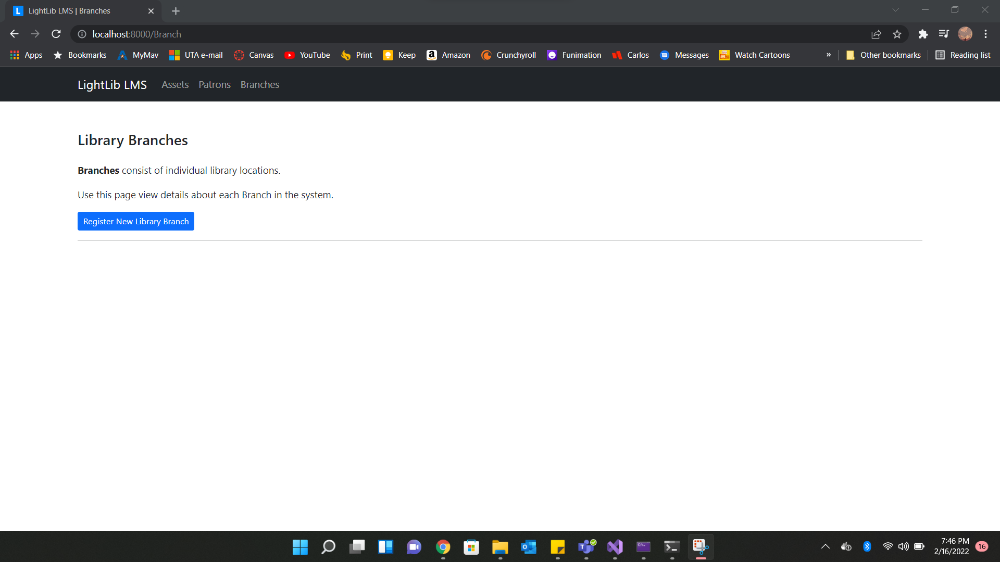 L LightLib LMS | Branches
localhost:8000/Branch
Apps Bookmarks MyMav UTA e-mail Canvas YouTube Print Keep a Amazon Crunchyroll Funimation Carlos Messages Watch Cartoons » Other bookmarks Reading list
LightLib LMS Assets Patrons Branches
Library Branches
Branches consist of individual library locations.
Use this page view details about each Branch in the system.
Register New Library Branch
7:46 PM
2/16/2022
16